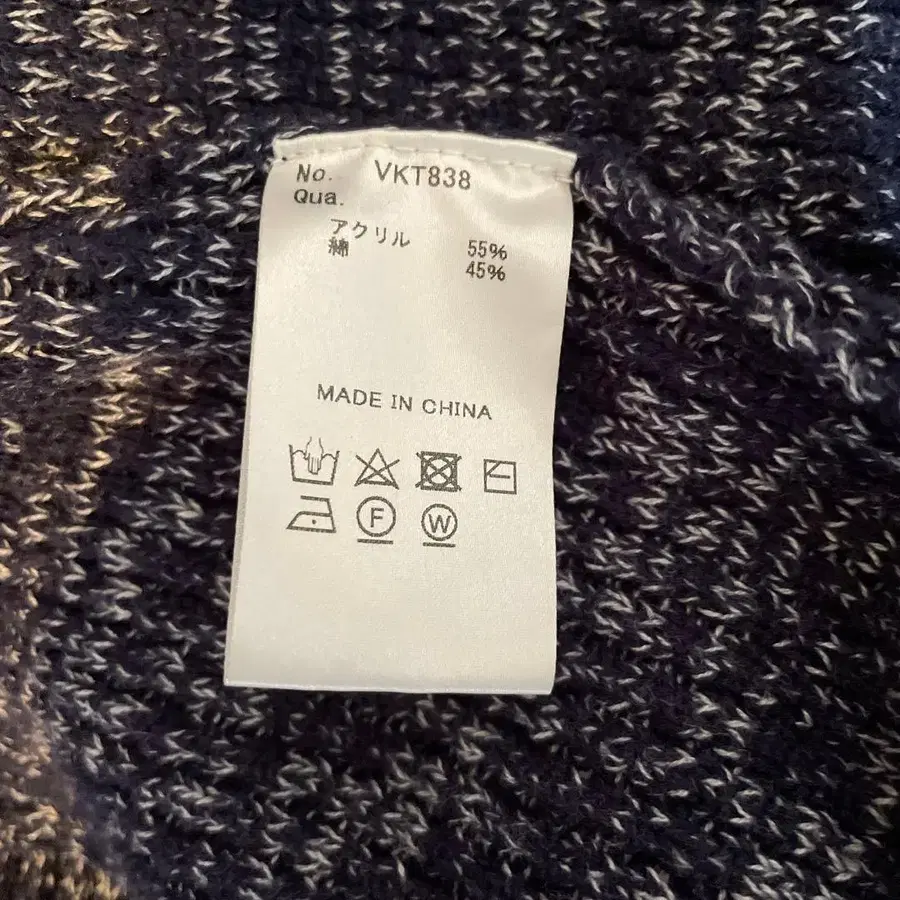 No. VKT838
Qua.
アクリル 55%
綿 45%
MADE IN CHINA
F W